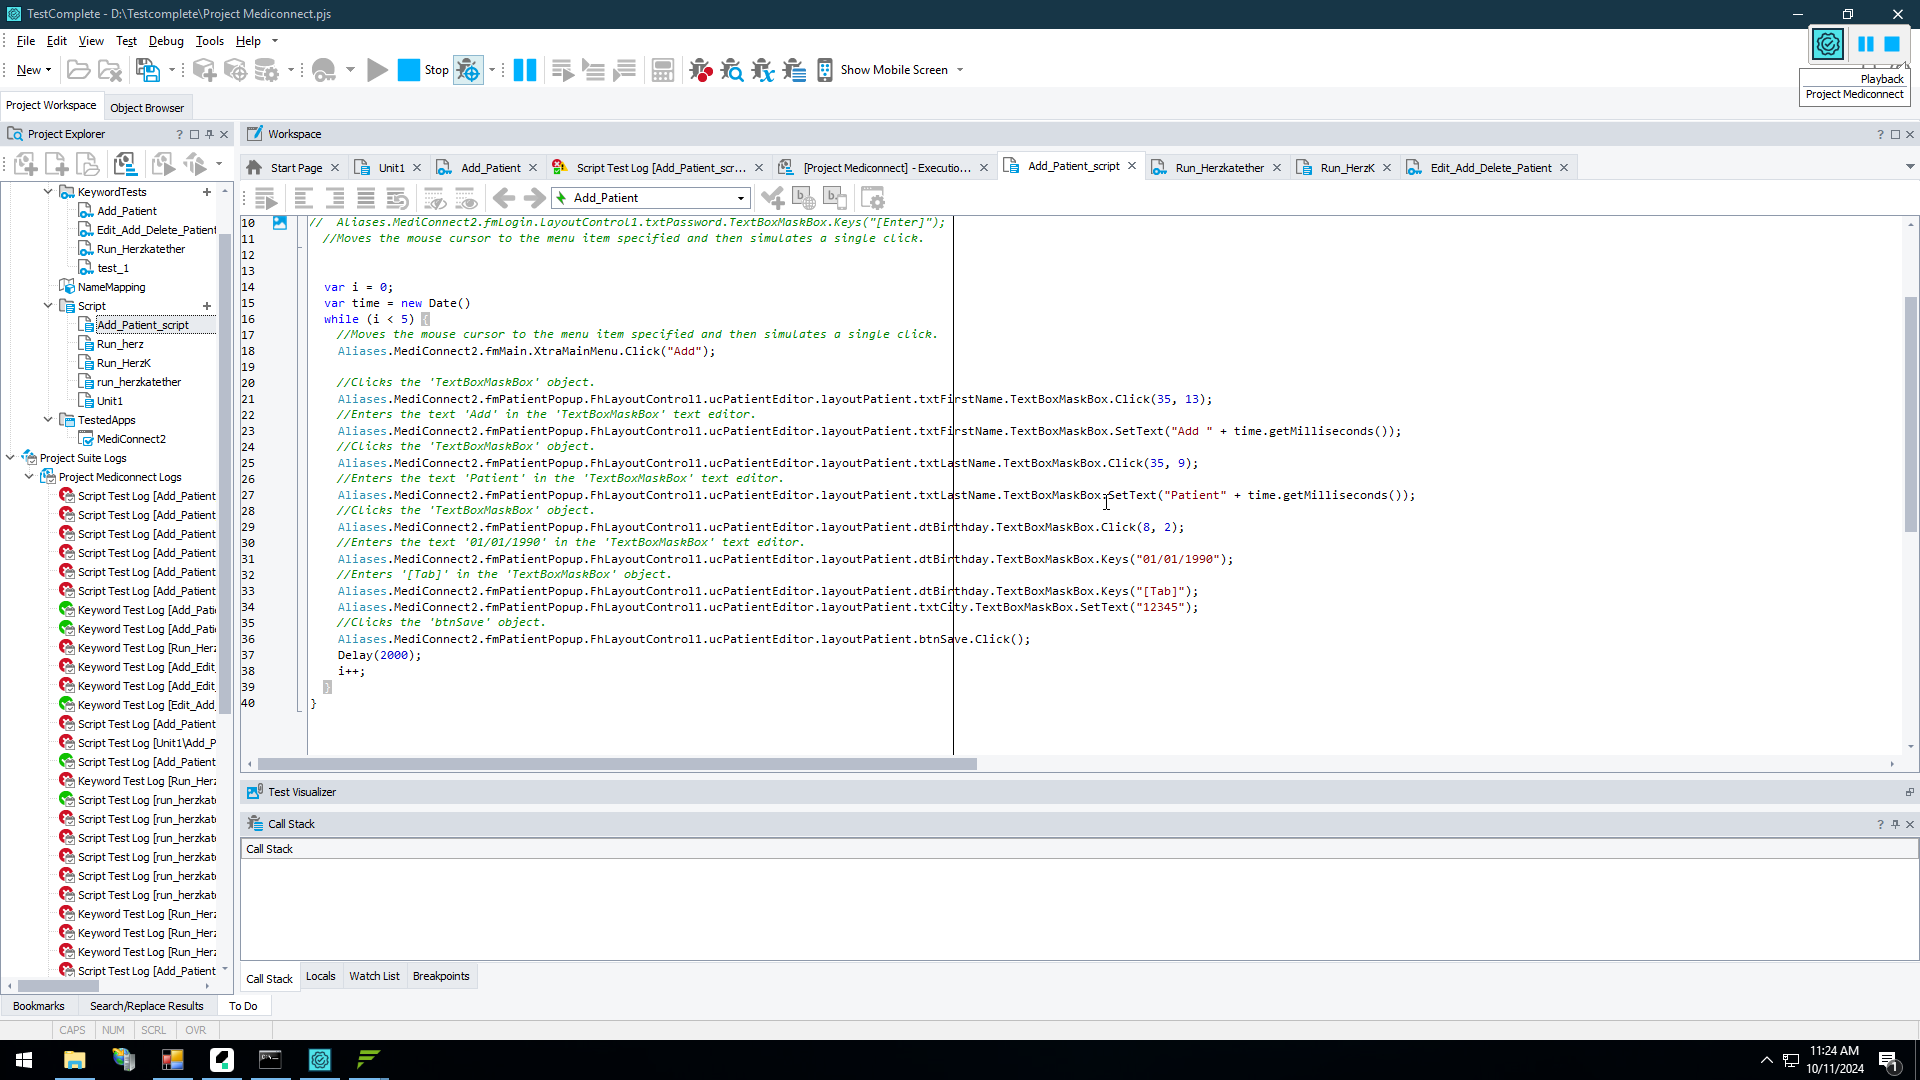 TestComplete - D:\Testcomplete\Project Mediconnect.pjs
File Edit View Test Debug Tools Help
New Stop Show Mobile Screen
Playback
Project Mediconnect
Project Workspace Object Browser
Project Explorer ?
Workspace ?
Start Page Unit1 Add_Patient Script Test Log [Add_Patient_scr... [Project Mediconnect] - Executio... Add_Patient_script Run_Herzkatether Run_HerzK Edit_Add_Delete_Patient
Add_Patient
KeywordTests
Add_Patient
Edit_Add_Delete_Patient
Run_Herzkatether
test_1
NameMapping
Script
Add_Patient_script
Run_herz
Run_HerzK
run_herzkatether
Unit1
TestedApps
MediConnect2
Project Suite Logs
Project Mediconnect Logs
Script Test Log [Add_Patient
Script Test Log [Add_Patient
Script Test Log [Add_Patient
Script Test Log [Add_Patient
Script Test Log [Add_Patient
Script Test Log [Add_Patient
Keyword Test Log [Add_Pati
Keyword Test Log [Add_Pati
Keyword Test Log [Run_Herz
Keyword Test Log [Add_Edit
Keyword Test Log [Add_Edit
Keyword Test Log [Edit_Add
Script Test Log [Add_Patient
Script Test Log [Unit1\Add_P
Script Test Log [Add_Patient
Keyword Test Log [Run_Herz
Script Test Log [run_herzkat
Script Test Log [run_herzkat
Script Test Log [run_herzkat
Script Test Log [run_herzkat
Script Test Log [run_herzkat
Script Test Log [run_herzkat
Keyword Test Log [Run_Herz
Keyword Test Log [Run_Herz
Keyword Test Log [Run_Herz
Script Test Log [Add_Patient
10 // Aliases.MediConnect2.fmLogin.LayoutControl1.txtPassword.TextBoxMaskBox.Keys("[Enter]");
11 //Moves the mouse cursor to the menu item specified and then simulates a single click.
12
13
14 var i = 0;
15 var time = new Date()
16 while (i < 5) {
17 //Moves the mouse cursor to the menu item specified and then simulates a single click.
18 Aliases.MediConnect2.fmMain.XtraMainMenu.Click("Add");
19
20 //Clicks the 'TextBoxMaskBox' object.
21 Aliases.MediConnect2.fmPatientPopup.FhLayoutControl1.ucPatientEditor.layoutPatient.txtFirstName.TextBoxMaskBox.Click(35, 13);
22 //Enters the text 'Add' in the 'TextBoxMaskBox' text editor.
23 Aliases.MediConnect2.fmPatientPopup.FhLayoutControl1.ucPatientEditor.layoutPatient.txtFirstName.TextBoxMaskBox.SetText("Add " + time.getMilliseconds());
24 //Clicks the 'TextBoxMaskBox' object.
25 Aliases.MediConnect2.fmPatientPopup.FhLayoutControl1.ucPatientEditor.layoutPatient.txtLastName.TextBoxMaskBox.Click(35, 9);
26 //Enters the text 'Patient' in the 'TextBoxMaskBox' text editor.
27 Aliases.MediConnect2.fmPatientPopup.FhLayoutControl1.ucPatientEditor.layoutPatient.txtLastName.TextBoxMaskBox.SetText("Patient" + time.getMilliseconds());
28 //Clicks the 'TextBoxMaskBox' object.
29 Aliases.MediConnect2.fmPatientPopup.FhLayoutControl1.ucPatientEditor.layoutPatient.dtBirthday.TextBoxMaskBox.Click(8, 2);
30 //Enters the text '01/01/1990' in the 'TextBoxMaskBox' text editor.
31 Aliases.MediConnect2.fmPatientPopup.FhLayoutControl1.ucPatientEditor.layoutPatient.dtBirthday.TextBoxMaskBox.Keys("01/01/1990");
32 //Enters '[Tab]' in the 'TextBoxMaskBox' object.
33 Aliases.MediConnect2.fmPatientPopup.FhLayoutControl1.ucPatientEditor.layoutPatient.dtBirthday.TextBoxMaskBox.Keys("[Tab]");
34 Aliases.MediConnect2.fmPatientPopup.FhLayoutControl1.ucPatientEditor.layoutPatient.txtCity.TextBoxMaskBox.SetText("12345");
35 //Clicks the 'btnSave' object.
36 Aliases.MediConnect2.fmPatientPopup.FhLayoutControl1.ucPatientEditor.layoutPatient.btnSave.Click();
37 Delay(2000);
38 i++;
39 }
40 }
Test Visualizer
Call Stack ?
Call Stack
Call Stack Locals Watch List Breakpoints
Bookmarks Search/Replace Results To Do
CAPS NUM SCRL OVR
11:24 AM
10/11/2024
1